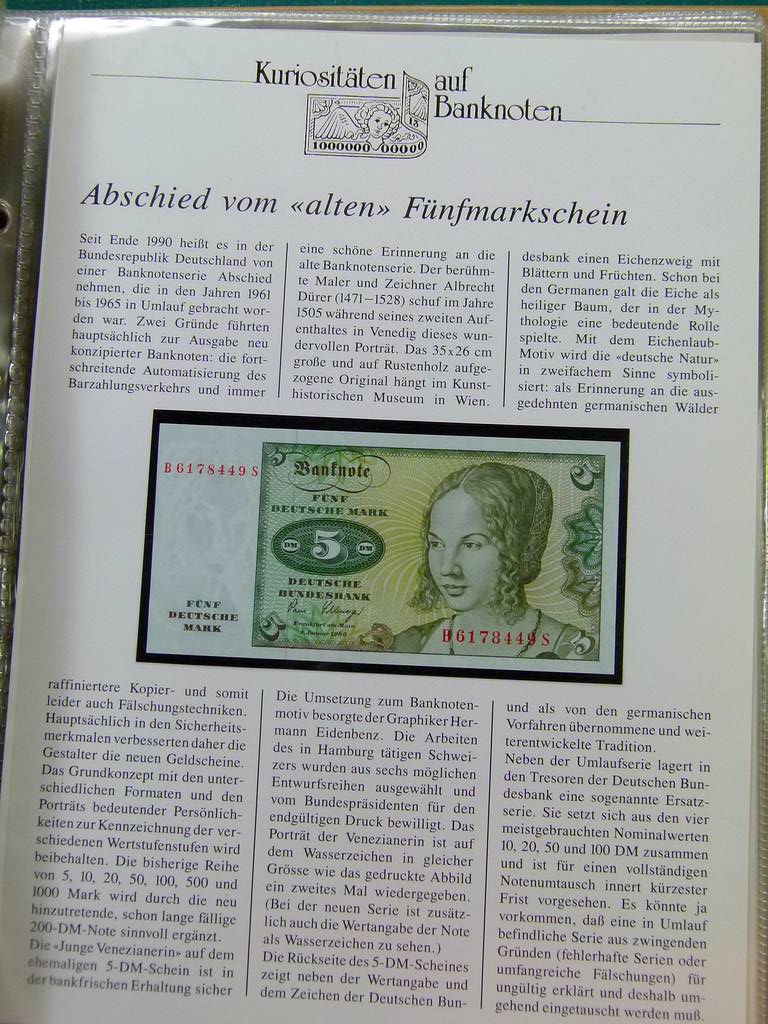 Kuriositäten auf
Banknoten
1000000 00000
13
Abschied vom «alten» Fünfmarkschein
Seit Ende 1990 heißt es in der
Bundesrepublik Deutschland von
einer Banknotenserie Abschied
nehmen, die in den Jahren 1961
bis 1965 in Umlauf gebracht wor-
den war. Zwei Gründe führten
hauptsächlich zur Ausgabe neu
konzipierter Banknoten: die fort-
schreitende Automatisierung des
Barzahlungsverkehrs und immer
raffiniertere Kopier- und somit
leider auch Fälschungstechniken.
Hauptsächlich in den Sicherheits-
merkmalen verbesserten daher die
Gestalter die neuen Geldscheine.
Das Grundkonzept mit den unter-
schiedlichen Formaten und den
Porträts bedeutender Persönlich-
keiten zur Kennzeichnung der ver-
schiedenen Wertstufenstufen wird
beibehalten. Die bisherige Reihe
von 5, 10, 20, 50, 100, 500 und
1000 Mark wird durch die neu
hinzutretende, schon lange fällige
200-DM-Note sinnvoll ergänzt.
Die «Junge Venezianerin» auf dem
ehemaligen 5-DM-Schein ist in
der bankfrischen Erhaltung sicher
eine schöne Erinnerung an die
alte Banknotenserie. Der berühm-
te Maler und Zeichner Albrecht
Dürer (1471–1528) schuf im Jahre
1505 während seines zweiten Auf-
enthaltes in Venedig dieses wun-
dervollen Porträt. Das 35x26 cm
große und auf Rustenholz aufge-
zogene Original hängt im Kunst-
historischen Museum in Wien.
Die Umsetzung zum Banknoten-
motiv besorgte der Graphiker Her-
mann Eidenbenz. Die Arbeiten
des in Hamburg tätigen Schwei-
zers wurden aus sechs möglichen
Entwurfsreihen ausgewählt und
vom Bundespräsidenten für den
endgültigen Druck bewilligt. Das
Porträt der Venezianerin ist auf
dem Wasserzeichen in gleicher
Grösse wie das gedruckte Abbild
ein zweites Mal wiedergegeben.
(Bei der neuen Serie ist zusätz-
lich auch die Wertangabe der Note
als Wasserzeichen zu sehen.)
Die Rückseite des 5-DM-Scheines
zeigt neben der Wertangabe und
dem Zeichen der Deutschen Bun-
desbank einen Eichenzweig mit
Blättern und Früchten. Schon bei
den Germanen galt die Eiche als
heiliger Baum, der in der My-
thologie eine bedeutende Rolle
spielte. Mit dem Eichenlaub-
Motiv wird die «deutsche Natur»
in zweifachem Sinne symboli-
siert: als Erinnerung an die aus-
gedehnten germanischen Wälder
und als von den germanischen
Vorfahren übernommene und wei-
terentwickelte Tradition.
Neben der Umlaufserie lagert in
den Tresoren der Deutschen Bun-
desbank eine sogenannte Ersatz-
serie. Sie setzt sich aus den vier
meistgebrauchten Nominalwerten
10, 20, 50 und 100 DM zusammen
und ist für einen vollständigen
Notenumtausch innert kürzester
Frist vorgesehen. Es könnte ja
vorkommen, daß eine in Umlauf
befindliche Serie aus zwingenden
Gründen (fehlerhafte Serien oder
umfangreiche Fälschungen) für
ungültig erklärt und deshalb um-
gehend eingetauscht werden muß.
B6178449S
5
Banknote
5
FÜNF
DEUTSCHE MARK
DM 5 DM
DEUTSCHE
BUNDESBANK
Frankfurt am Main
2. Januar 1980
FÜNF
DEUTSCHE
MARK
5
B6178449S
5